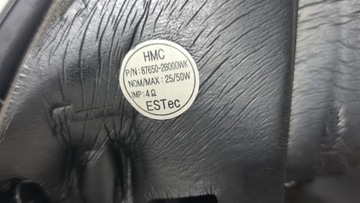 HMC
P/N : 87650-2B000WK
NOM/MAX : 25/50W
IMP : 4Ω
ESTec